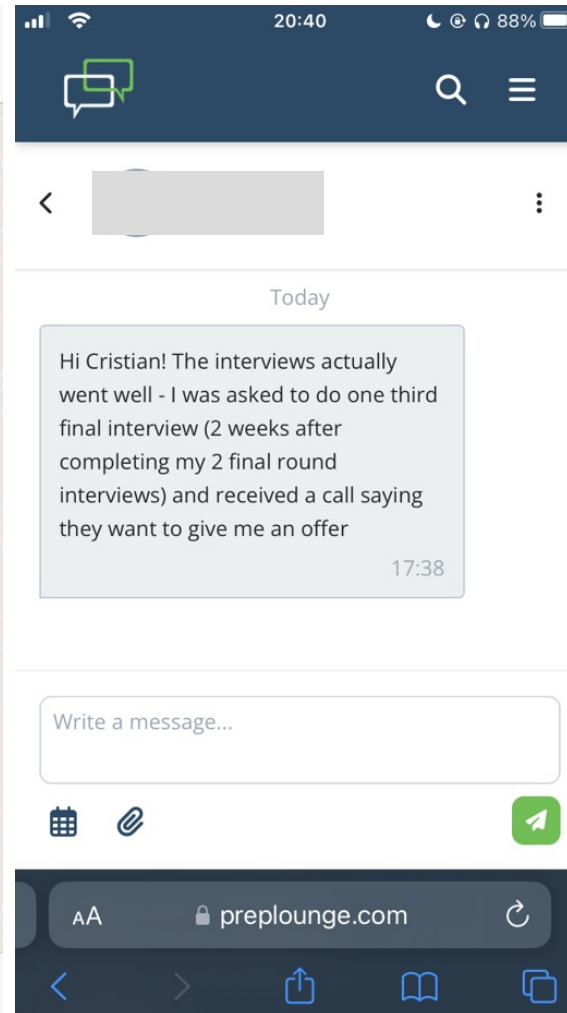 20:40
88%
Today
Hi Cristian! The interviews actually
went well - I was asked to do one third
final interview (2 weeks after
completing my 2 final round
interviews) and received a call saying
they want to give me an offer
17:38
Write a message...
AA
preplounge.com